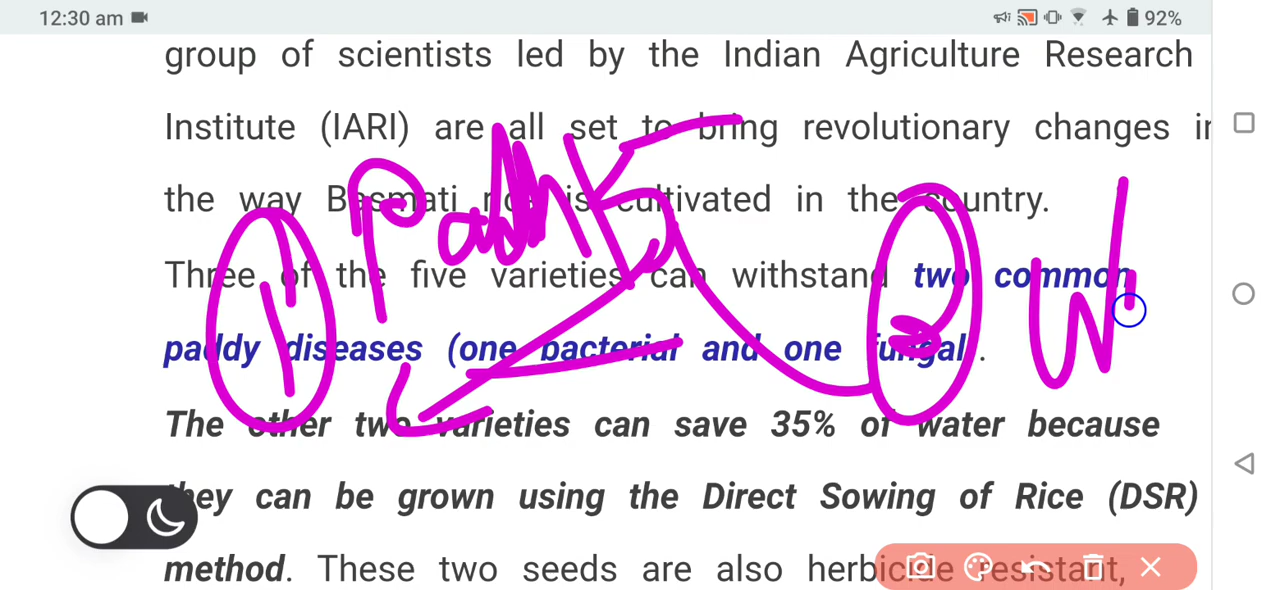 12:30 am 92%
group of scientists led by the Indian Agriculture Research
Institute (IARI) are all set to bring revolutionary changes in
the way Basmati rice is cultivated in the country.
Three of the five varieties can withstand two common
paddy diseases (one bacterial and one fungal .
The other two varieties can save 35% of water because
they can be grown using the Direct Sowing of Rice (DSR)
method. These two seeds are also herbicide resistant,
1 Paddy 2